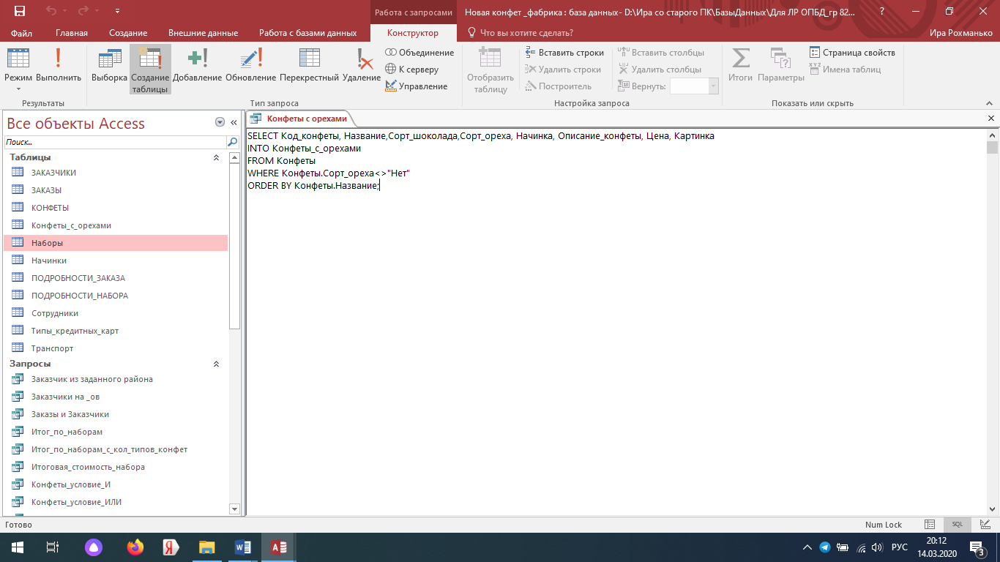 Работа с запросами
Новая конфет _фабрика : база данных- D:\Ира со старого ПК\БазыДанных\Для ЛР ОПБД_гр 82...
?
Файл
Главная
Создание
Внешние данные
Работа с базами данных
Конструктор
Что вы хотите сделать?
Ира Рохманько
Режим
Выполнить
Выборка
Создание таблицы
Добавление
Обновление
Перекрестный
Удаление
Объединение
К серверу
Управление
Отобразить таблицу
Вставить строки
Удалить строки
Построитель
Вставить столбцы
Удалить столбцы
Вернуть:
Итоги
Параметры
Страница свойств
XYZ Имена таблиц
Результаты
Тип запроса
Настройка запроса
Показать или скрыть
Все объекты Access
Поиск...
Таблицы
ЗАКАЗЧИКИ
ЗАКАЗЫ
КОНФЕТЫ
Конфеты_с_орехами
Наборы
Начинки
ПОДРОБНОСТИ_ЗАКАЗА
ПОДРОБНОСТИ_НАБОРА
Сотрудники
Типы_кредитных_карт
Транспорт
Запросы
Заказчик из заданного района
Заказчики на _ов
Заказы и Заказчики
Итог_по_наборам
Итог_по_наборам_с_кол_типов_конфет
Итоговая_стоимость_набора
Конфеты_условие_И
Конфеты_условие_ИЛИ
Конфеты с орехами
SELECT Код_конфеты, Название,Сорт_шоколада,Сорт_ореха, Начинка, Описание_конфеты, Цена, Картинка
INTO Конфеты_с_орехами
FROM Конфеты
WHERE Конфеты.Сорт_ореха<>"Нет"
ORDER BY Конфеты.Название;
Готово
Num Lock
SQL
РУС
20:12
14.03.2020
3